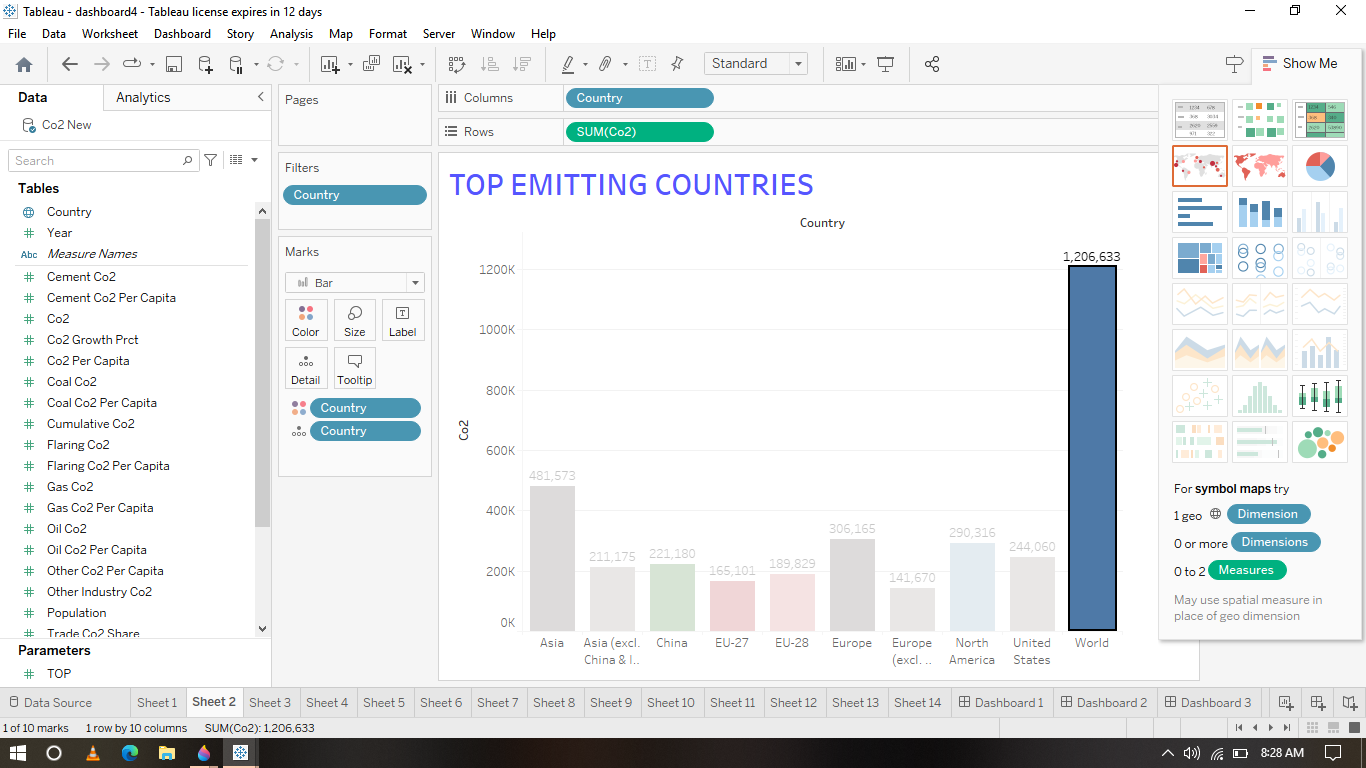 Tableau - dashboard4 - Tableau license expires in 12 days
File Data Worksheet Dashboard Story Analysis Map Format Server Window Help
Standard
Show Me
Data
Analytics
Co2 New
Search
Tables
Country
Year
Abc Measure Names
Cement Co2
Cement Co2 Per Capita
Co2
Co2 Growth Prct
Co2 Per Capita
Coal Co2
Coal Co2 Per Capita
Cumulative Co2
Flaring Co2
Flaring Co2 Per Capita
Gas Co2
Gas Co2 Per Capita
Oil Co2
Oil Co2 Per Capita
Other Co2 Per Capita
Other Industry Co2
Population
Trade Co2 Share
Parameters
TOP
Pages
Filters
Country
Marks
Bar
Color
Size
Label
Detail
Tooltip
Country
Country
Columns
Country
Rows
SUM(Co2)
TOP EMITTING COUNTRIES
Country
Co2
1200K
1000K
800K
600K
400K
200K
0K
481,573
211,175
221,180
165,101
189,829
306,165
141,670
290,316
244,060
1,206,633
Asia
Asia (excl.
China & I..
China
EU-27
EU-28
Europe
Europe
(excl. ..
North
America
United
States
World
For symbol maps try
1 geo Dimension
0 or more Dimensions
0 to 2 Measures
May use spatial measure in
place of geo dimension
Data Source
Sheet 1
Sheet 2
Sheet 3
Sheet 4
Sheet 5
Sheet 6
Sheet 7
Sheet 8
Sheet 9
Sheet 10
Sheet 11
Sheet 12
Sheet 13
Sheet 14
Dashboard 1
Dashboard 2
Dashboard 3
1 of 10 marks
1 row by 10 columns
SUM(Co2): 1,206,633
8:28 AM